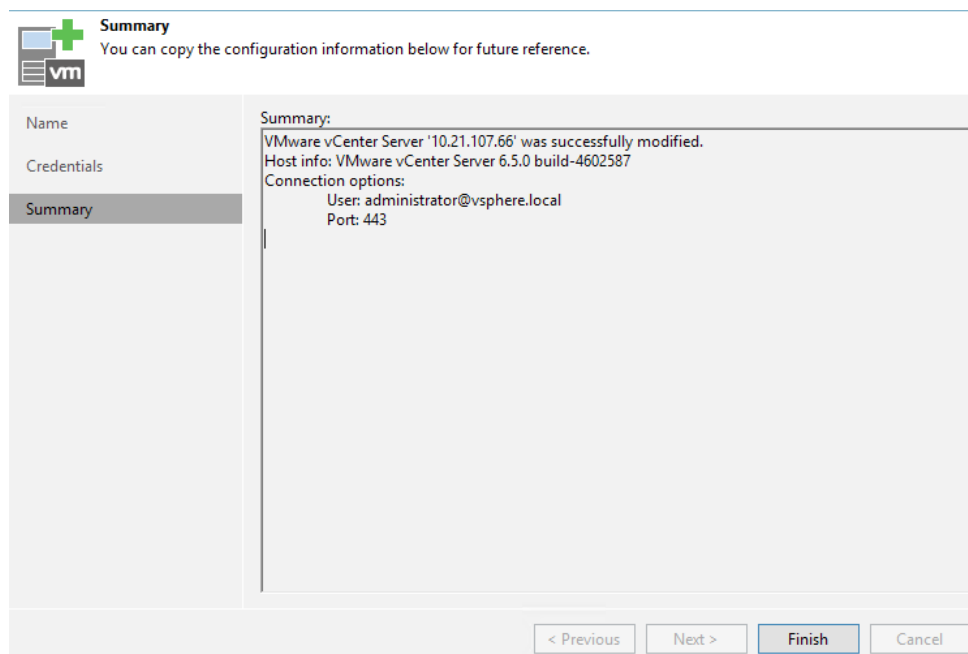 Summary
You can copy the configuration information below for future reference.
vm
Name
Credentials
Summary
Summary:
VMware vCenter Server '10.21.107.66' was successfully modified.
Host info: VMware vCenter Server 6.5.0 build-4602587
Connection options:
User: administrator@vsphere.local
Port: 443
< Previous
Next >
Finish
Cancel